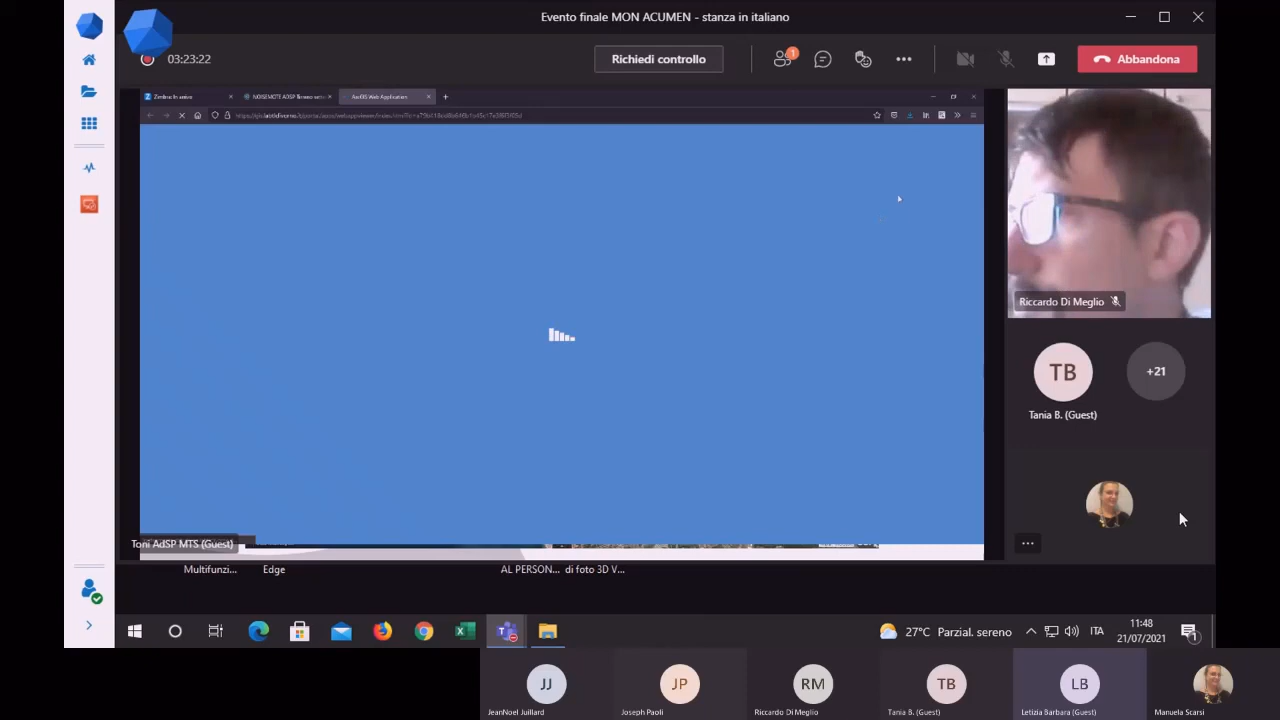 Evento finale MON ACUMEN - stanza in italiano
03:23:22
Richiedi controllo
1
Abbandona
Zimbra: In arrivo
ArcGIS Web Application
Riccardo Di Meglio
TB
+21
Tania B. (Guest)
Toni AdSP MTS (Guest)
Multifunzi...
Edge
AL PERSON...
di foto 3D V...
27°C Parzial. sereno
ITA
11:48
21/07/2021
1
JJ
JP
RM
TB
LB
JeanNoel Juillard
Joseph Paoli
Riccardo Di Meglio
Tania B. (Guest)
Letizia Barbara (Guest)
Manuela Scarsi